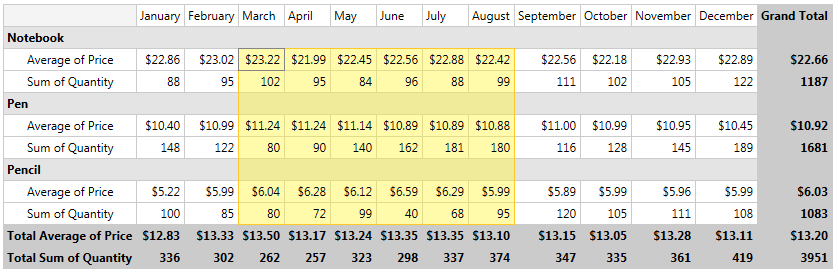 January February March April May June July August September October November December Grand Total
Notebook
Average of Price $22.86 $23.02 $23.22 $21.99 $22.45 $22.56 $22.88 $22.42 $22.56 $22.18 $22.93 $22.89 $22.66
Sum of Quantity 88 95 102 95 84 96 88 99 111 102 105 122 1187
Pen
Average of Price $10.40 $10.99 $11.24 $11.24 $11.14 $10.89 $10.89 $10.88 $11.00 $10.99 $10.95 $10.45 $10.92
Sum of Quantity 148 122 80 90 140 162 181 180 116 128 145 189 1681
Pencil
Average of Price $5.22 $5.99 $6.04 $6.28 $6.12 $6.59 $6.29 $5.99 $5.89 $5.99 $5.96 $5.99 $6.03
Sum of Quantity 100 85 80 72 99 40 68 95 120 105 111 108 1083
Total Average of Price $12.83 $13.33 $13.50 $13.17 $13.24 $13.35 $13.35 $13.10 $13.15 $13.05 $13.28 $13.11 $13.20
Total Sum of Quantity 336 302 262 257 323 298 337 374 347 335 361 419 3951